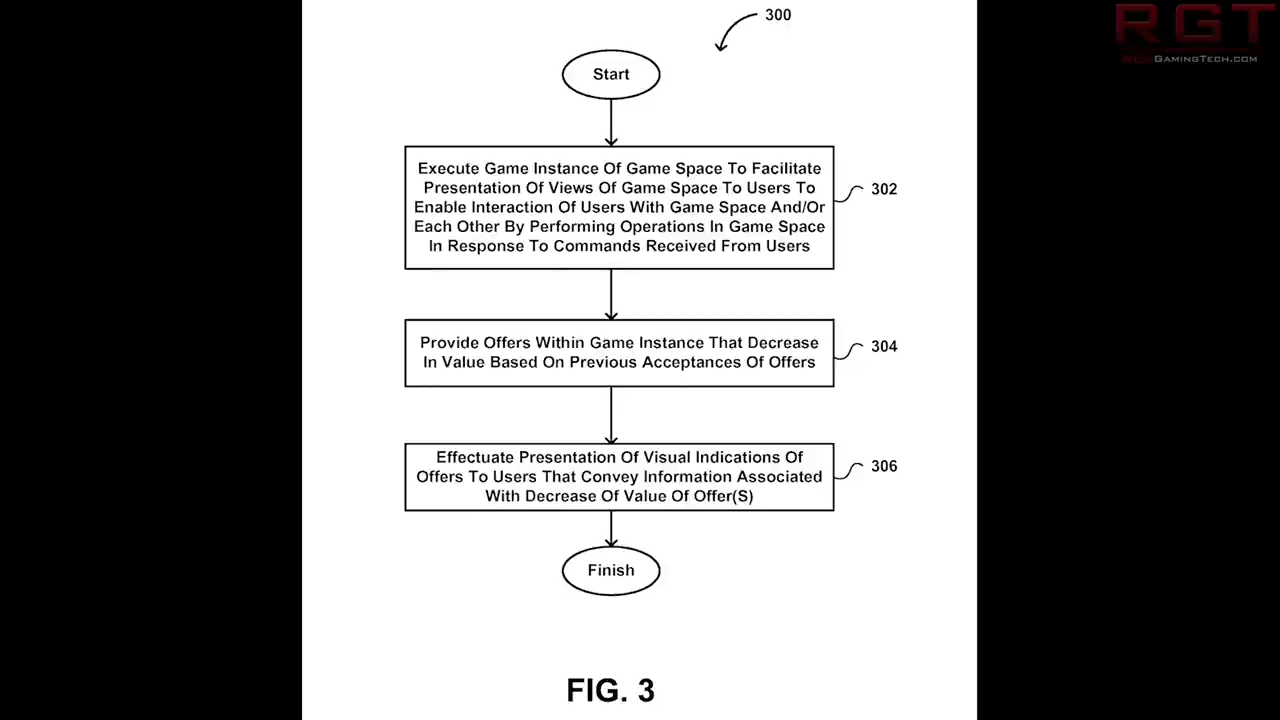 300
RGT
REDGAMINGTECH.COM
Start
Execute Game Instance Of Game Space To Facilitate
Presentation Of Views Of Game Space To Users To
Enable Interaction Of Users With Game Space And/Or
Each Other By Performing Operations In Game Space
In Response To Commands Received From Users
302
Provide Offers Within Game Instance That Decrease
In Value Based On Previous Acceptances Of Offers
304
Effectuate Presentation Of Visual Indications Of
Offers To Users That Convey Information Associated
With Decrease Of Value Of Offer(S)
306
Finish
FIG. 3